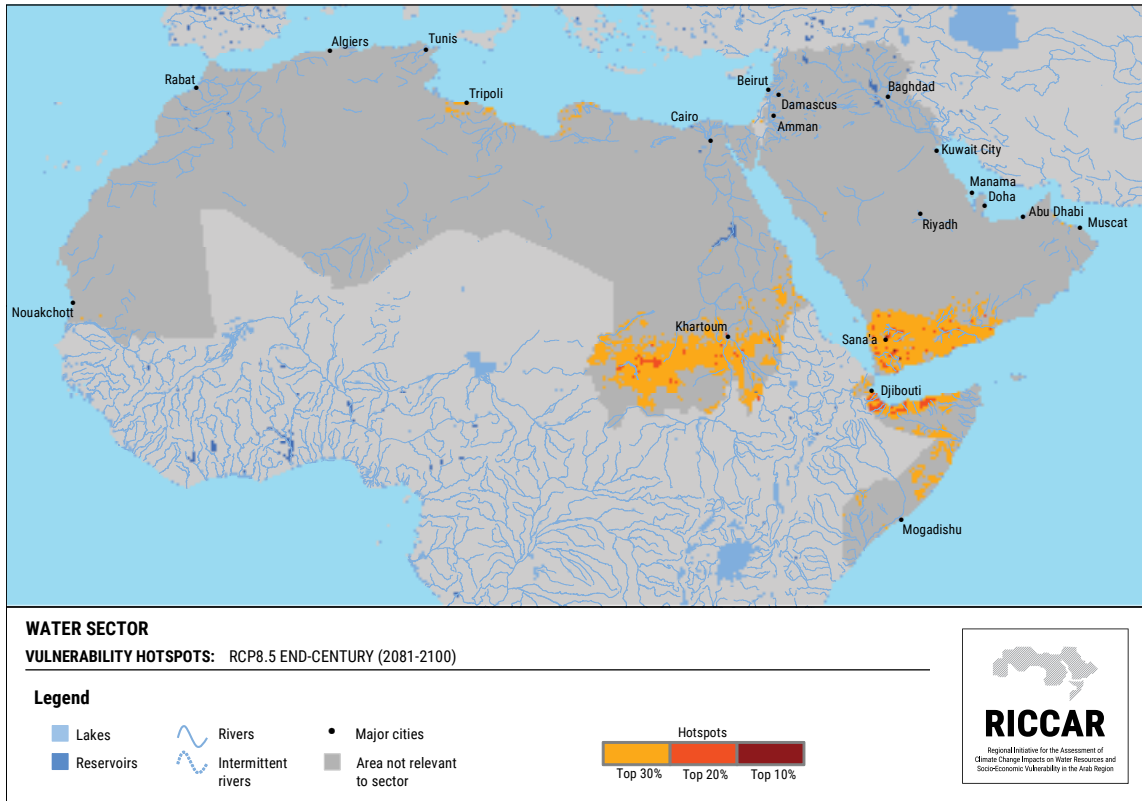 Algiers
Tunis
Rabat
Tripoli
Beirut
Baghdad
Damascus
Cairo
Amman
Kuwait City
Manama
Doha
Abu Dhabi
Riyadh
Muscat
Nouakchott
Khartoum
Sana'a
Djibouti
Mogadishu
WATER SECTOR
VULNERABILITY HOTSPOTS: RCP8.5 END-CENTURY (2081-2100)
Legend
Lakes
Rivers
Major cities
Reservoirs
Intermittent
rivers
Area not relevant
to sector
Hotspots
Top 30%
Top 20%
Top 10%
RICCAR
Regional Initiative for the Assessment of
Climate Change Impacts on Water Resources and
Socio-Economic Vulnerability in the Arab Region